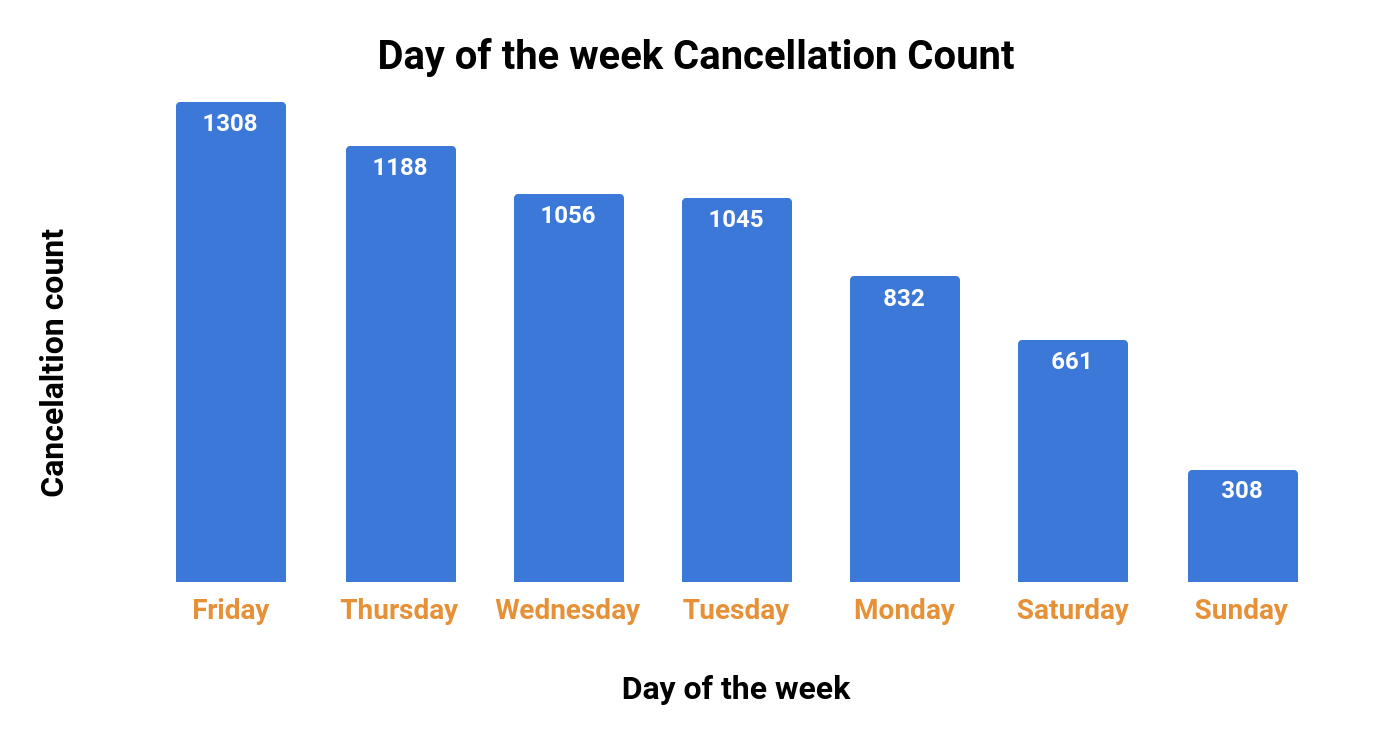 Day of the week Cancellation Count
Cancelaltion count
1308
1188
1056
1045
832
661
308
Friday
Thursday
Wednesday
Tuesday
Monday
Saturday
Sunday
Day of the week